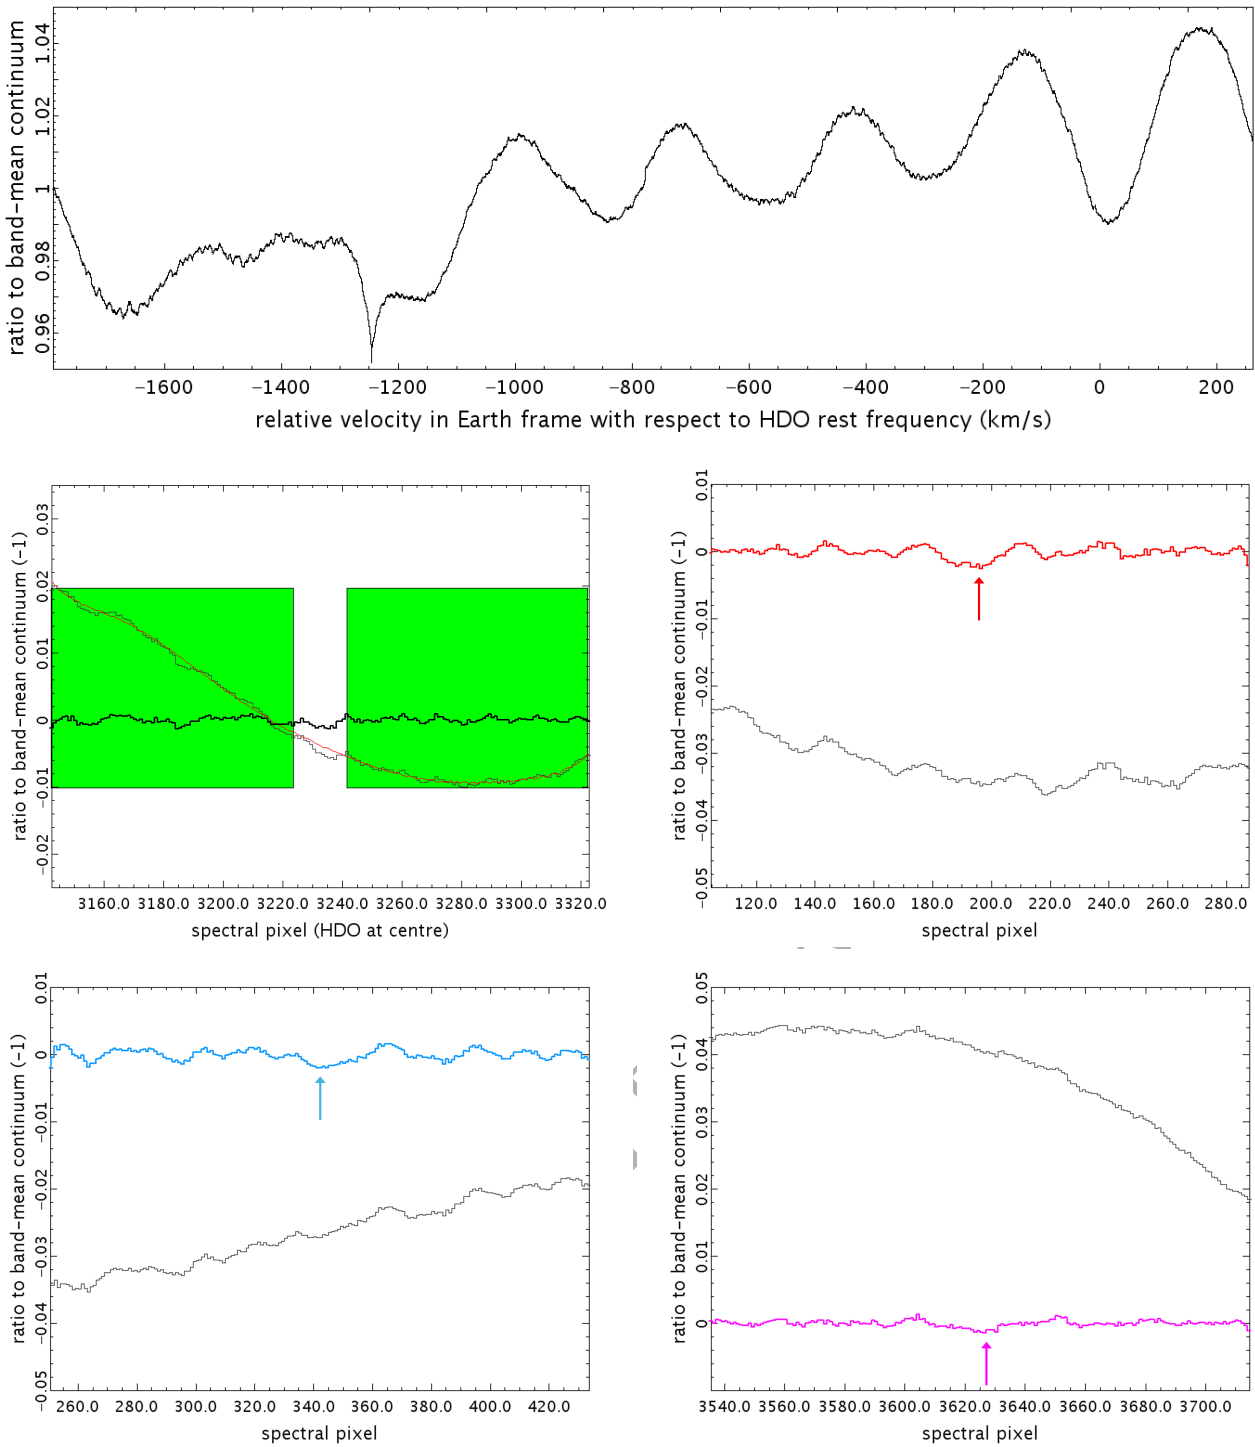 ratio to band-mean continuum
0.96 0.98 1 1.02 1.04
−1600 −1400 −1200 −1000 −800 −600 −400 −200 0 200
relative velocity in Earth frame with respect to HDO rest frequency (km/s)
ratio to band-mean continuum (-1)
−0.02 −0.01 0 0.01 0.02 0.03
3160.0 3180.0 3200.0 3220.0 3240.0 3260.0 3280.0 3300.0 3320.0
spectral pixel (HDO at centre)
ratio to band-mean continuum (-1)
−0.05 −0.04 −0.03 −0.02 −0.01 0 0.01
120.0 140.0 160.0 180.0 200.0 220.0 240.0 260.0 280.0
spectral pixel
ratio to band-mean continuum (-1)
−0.05 −0.04 −0.03 −0.02 −0.01 0 0.01
260.0 280.0 300.0 320.0 340.0 360.0 380.0 400.0 420.0
spectral pixel
ratio to band-mean continuum (-1)
0 0.01 0.02 0.03 0.04 0.05
3540.0 3560.0 3580.0 3600.0 3620.0 3640.0 3660.0 3680.0 3700.0
spectral pixel